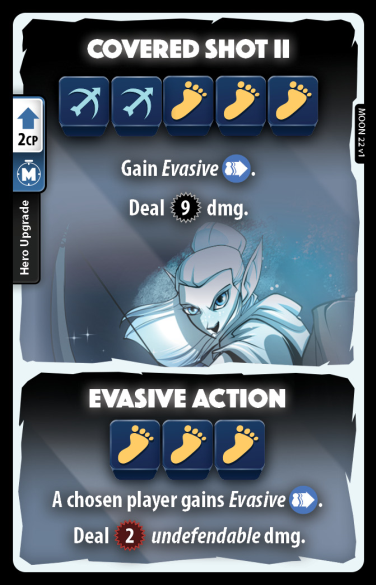 COVERED SHOT II
2CP
M
Hero Upgrade
MOON 22 v1
Gain Evasive.
Deal 9 dmg.
EVASIVE ACTION
A chosen player gains Evasive.
Deal 2 undefendable dmg.